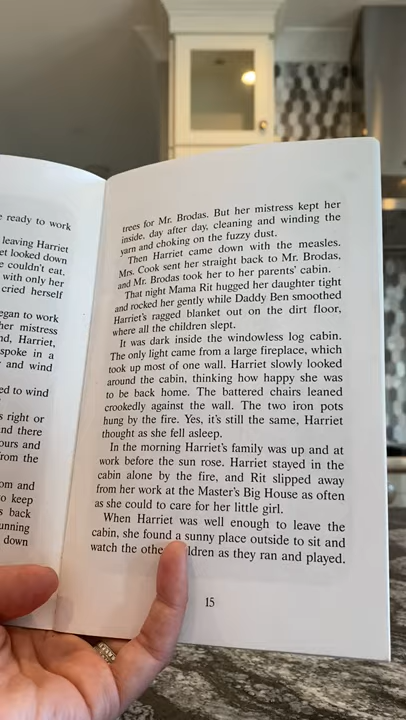 e ready to work
leaving Harriet
et looked down
e couldn't eat.
with only her
cried herself
egan to work
her mistress
nd, Harriet,
spoke in a
and wind
ed to wind
s right or
nd there
ours and
rom the
om and
to keep
s back
unning
down
trees for Mr. Brodas. But her mistress kept her
inside, day after day, cleaning and winding the
yarn and choking on the fuzzy dust.
Then Harriet came down with the measles.
Mrs. Cook sent her straight back to Mr. Brodas,
and Mr. Brodas took her to her parents' cabin.
That night Mama Rit hugged her daughter tight
and rocked her gently while Daddy Ben smoothed
Harriet's ragged blanket out on the dirt floor,
where all the children slept.
It was dark inside the windowless log cabin.
The only light came from a large fireplace, which
took up most of one wall. Harriet slowly looked
around the cabin, thinking how happy she was
to be back home. The battered chairs leaned
crookedly against the wall. The two iron pots
hung by the fire. Yes, it's still the same, Harriet
thought as she fell asleep.
In the morning Harriet's family was up and at
work before the sun rose. Harriet stayed in the
cabin alone by the fire, and Rit slipped away
from her work at the Master's Big House as often
as she could to care for her little girl.
When Harriet was well enough to leave the
cabin, she found a sunny place outside to sit and
watch the othe ldren as they ran and played.
15